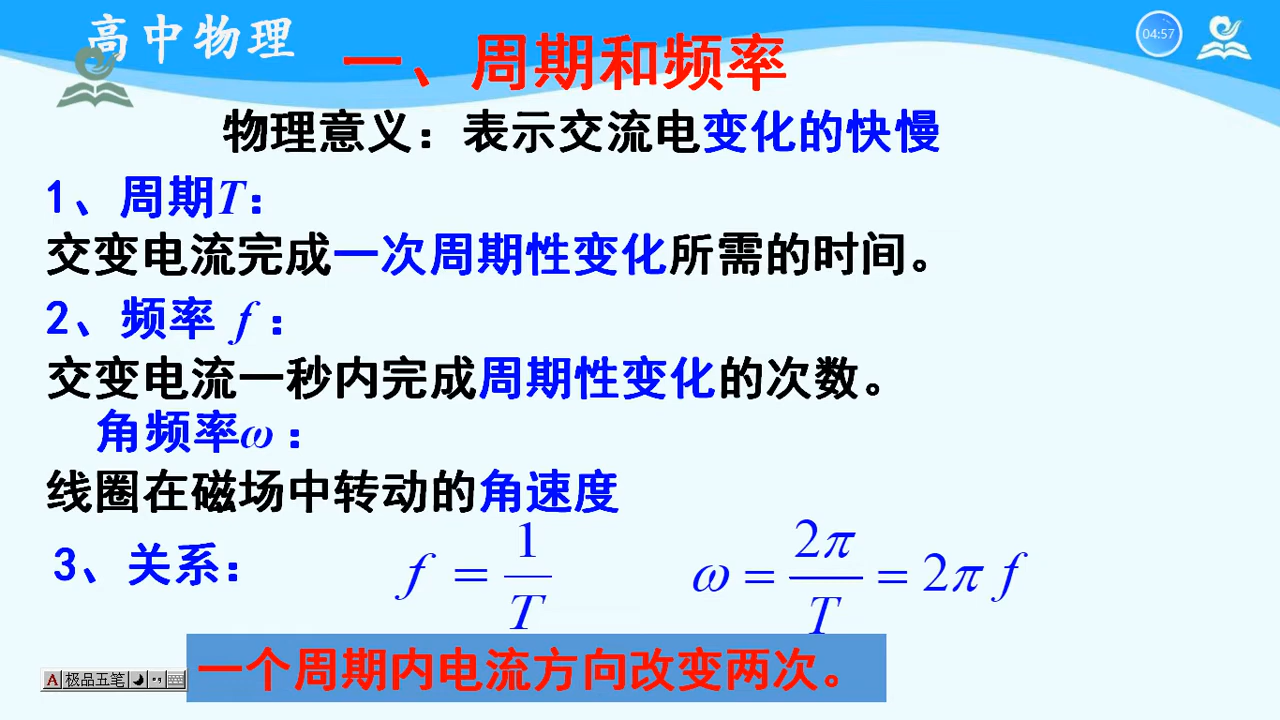 高中物理
04:57
一、周期和频率
物理意义：表示交流电变化的快慢
1、周期T：
交变电流完成一次周期性变化所需的时间。
2、频率 f：
交变电流一秒内完成周期性变化的次数。
角频率ω：
线圈在磁场中转动的角速度
3、关系： f = 1/T ω = 2π/T = 2π f
一个周期内电流方向改变两次。
A 极品五笔